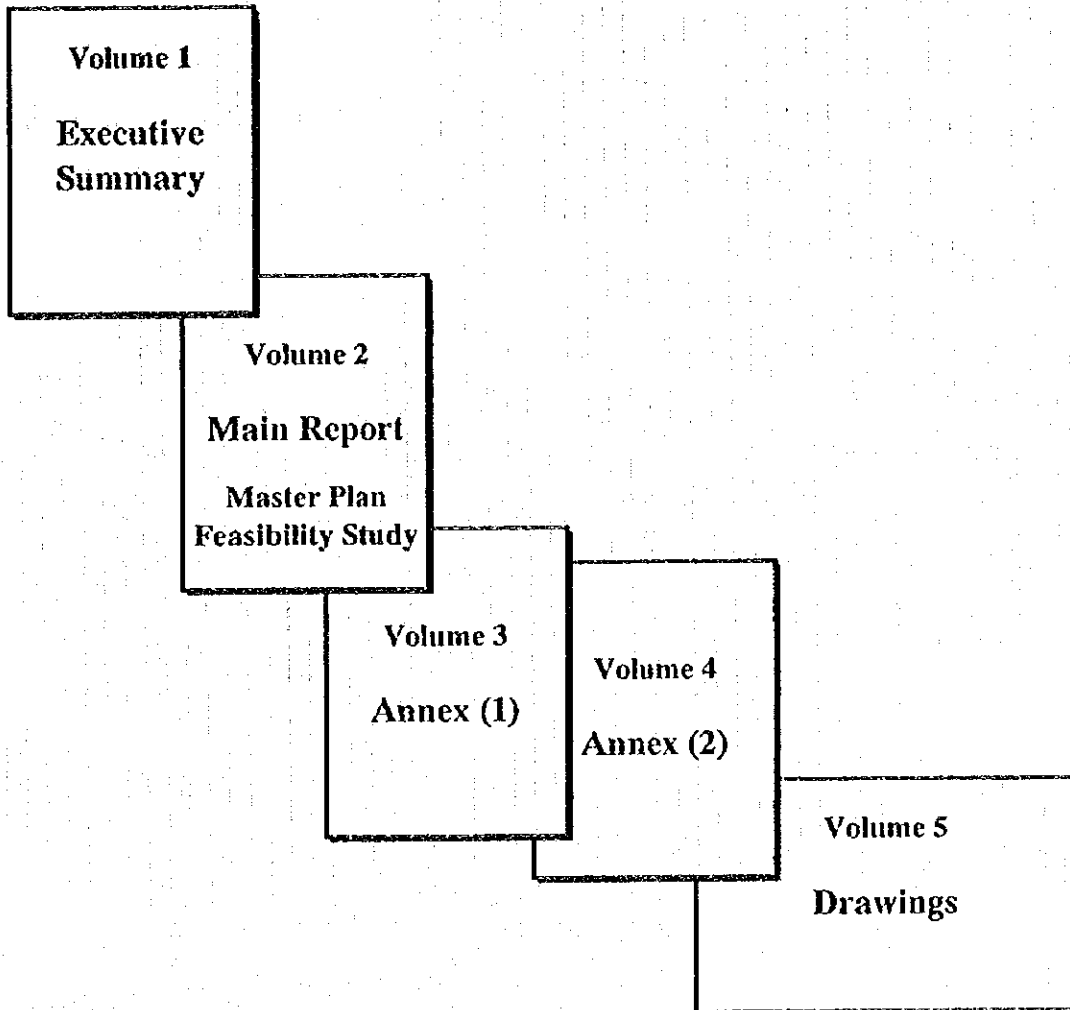 Volume 1
Executive
Summary
Volume 2
Main Report
Master Plan
Feasibility Study
Volume 3
Annex (1)
Volume 4
Annex (2)
Volume 5
Drawings